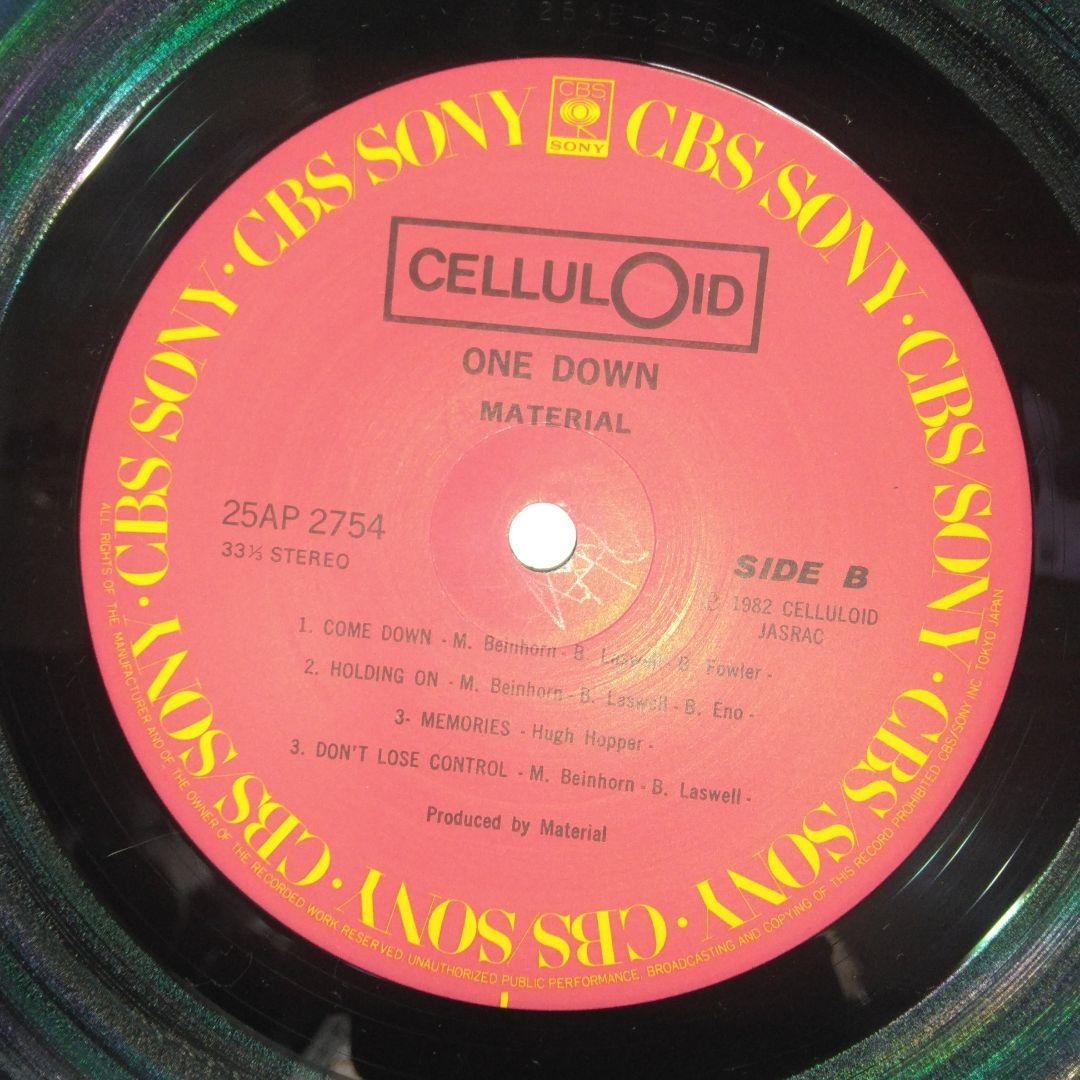 CBS
SONY
CBS/SONY · CBS/SONY · CBS/SONY · CBS/SONY · CBS/SONY · CBS/SONY · CBS/SONY · CBS/SONY
CELLULOID
ONE DOWN
MATERIAL
25AP 2754
33⅓ STEREO
SIDE B
Ⓟ 1982 CELLULOID
JASRAC
1. COME DOWN - M. Beinhorn - B. Laswell - B. Fowler -
2. HOLDING ON - M. Beinhorn - B. Laswell - B. Eno -
3- MEMORIES - Hugh Hopper -
3. DON'T LOSE CONTROL - M. Beinhorn - B. Laswell -
Produced by Material
ALL RIGHTS OF THE MANUFACTURER AND OF THE OWNER OF THE RECORDED WORK RESERVED. UNAUTHORIZED PUBLIC PERFORMANCE, BROADCASTING AND COPYING OF THIS RECORD PROHIBITED. CBS/SONY INC. TOKYO JAPAN